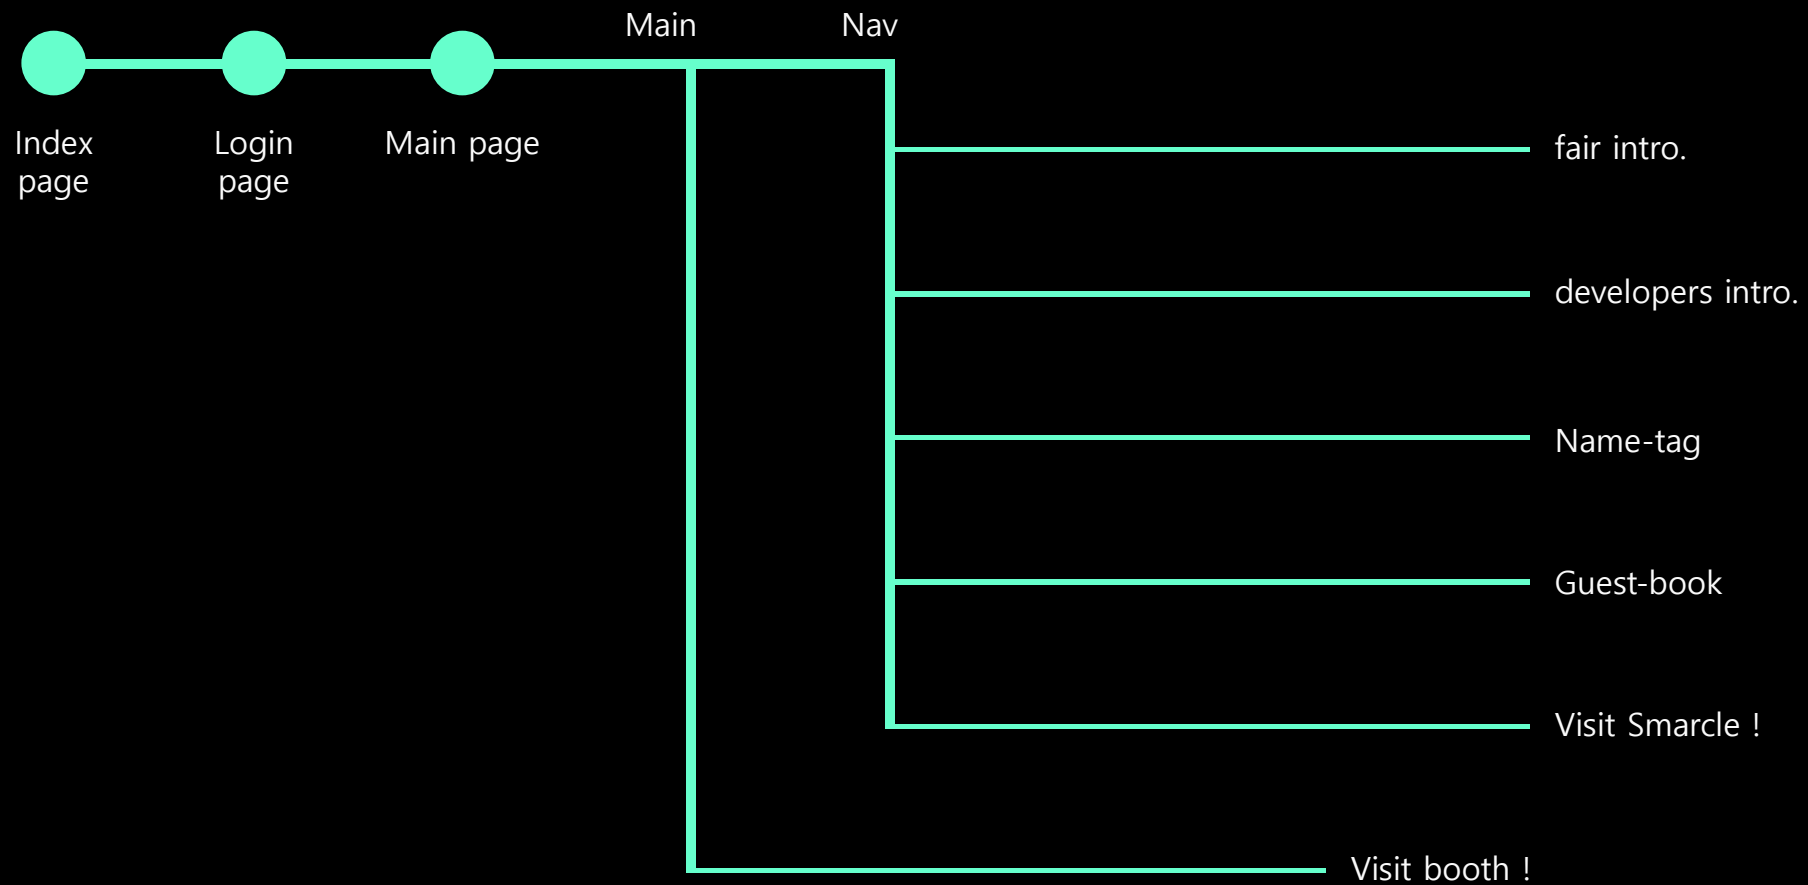 Main
Nav
Index
page
Login
page
Main page
fair intro.
developers intro.
Name-tag
Guest-book
Visit Smarcle !
Visit booth !